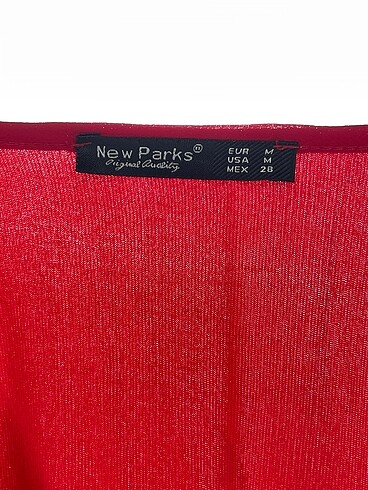 New Parks®
Original Quality
EUR M
USA M
MEX 28